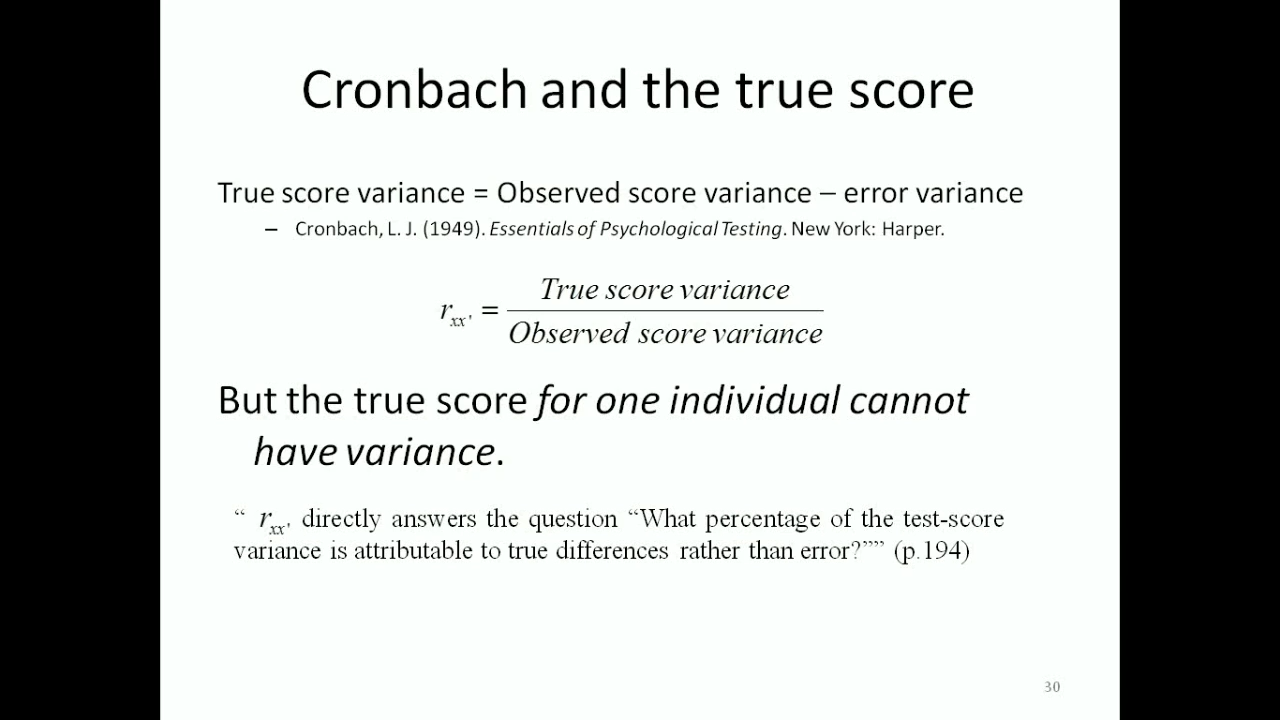 Cronbach and the true score
True score variance = Observed score variance – error variance
– Cronbach, L. J. (1949). Essentials of Psychological Testing. New York: Harper.
r_xx' = True score variance / Observed score variance
But the true score for one individual cannot
have variance.
“ r_xx' directly answers the question “What percentage of the test-score
variance is attributable to true differences rather than error?”” (p.194)
30